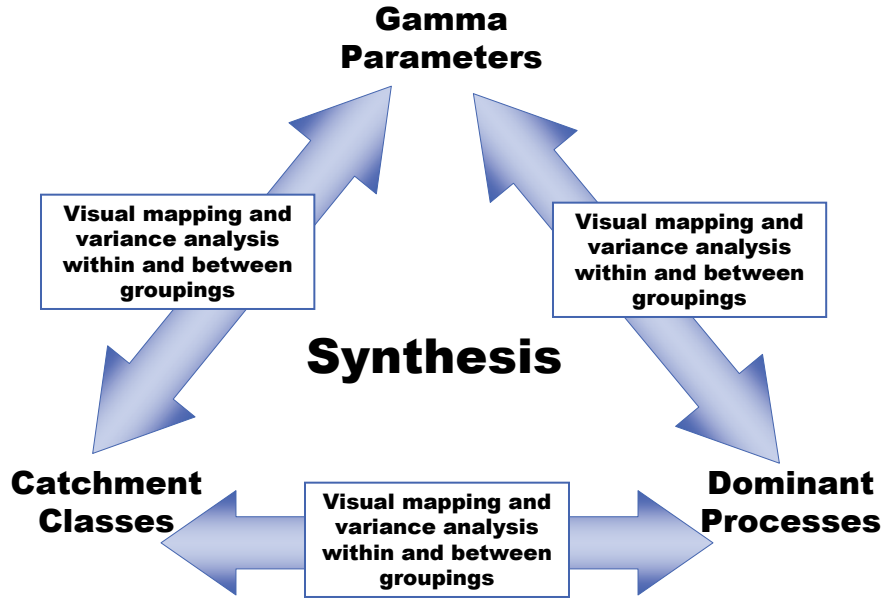 Gamma
Parameters
Visual mapping and
variance analysis
within and between
groupings
Visual mapping and
variance analysis
within and between
groupings
Synthesis
Catchment
Classes
Visual mapping and
variance analysis
within and between
groupings
Dominant
Processes